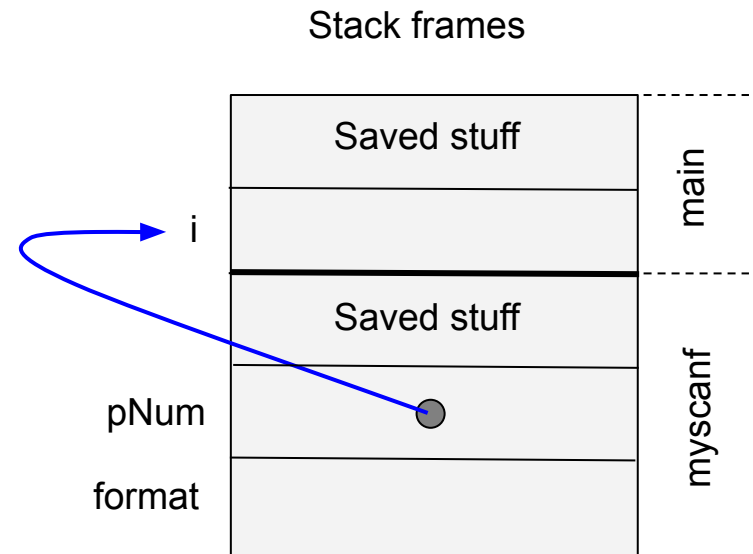 Stack frames
Saved stuff
main
i
Saved stuff
pNum
myscanf
format